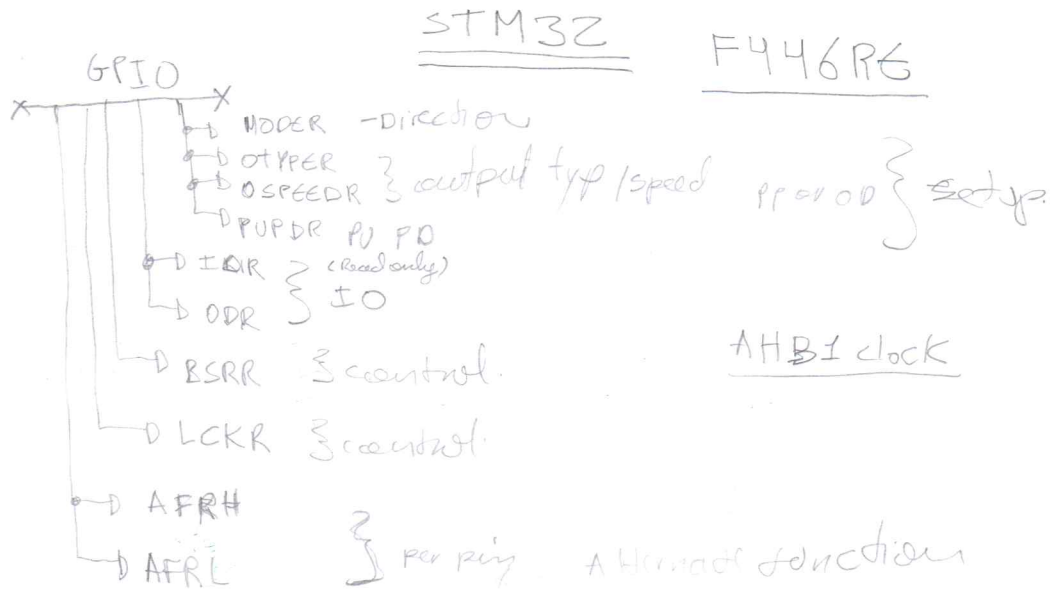 STM32
F446RE
GPIO
MODER - Direction
OTYPER
OSPEEDR } output typ/speed PP or OD } setup
PUPDR PU PD
IDR (Read only)
ODR } IO
AHB1 clock
BSRR } control.
LCKR } control.
AFRH
AFRL } per pin Alternate function